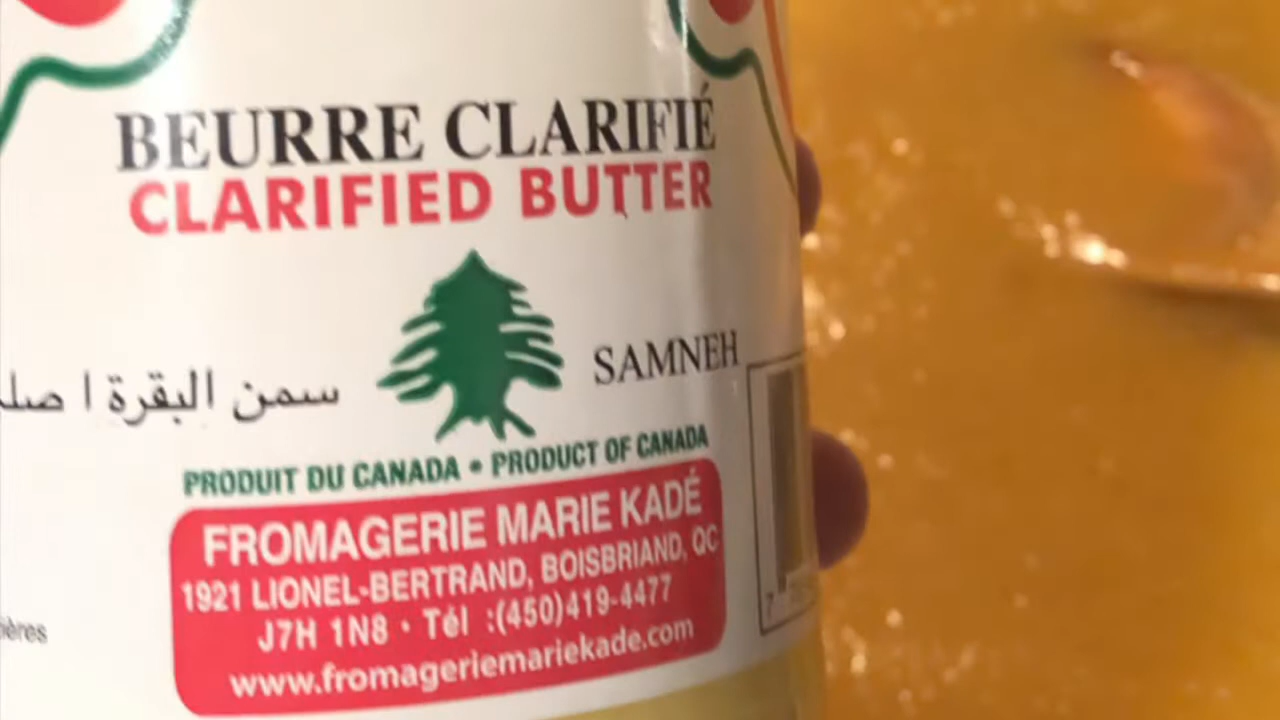 BEURRE CLARIFIÉ
CLARIFIED BUTTER
سمن البقرة ا صلي
SAMNEH
PRODUIT DU CANADA • PRODUCT OF CANADA
FROMAGERIE MARIE KADÉ
1921 LIONEL-BERTRAND, BOISBRIAND, QC
J7H 1N8 • Tél :(450)419-4477
www.fromageriemariekade.com